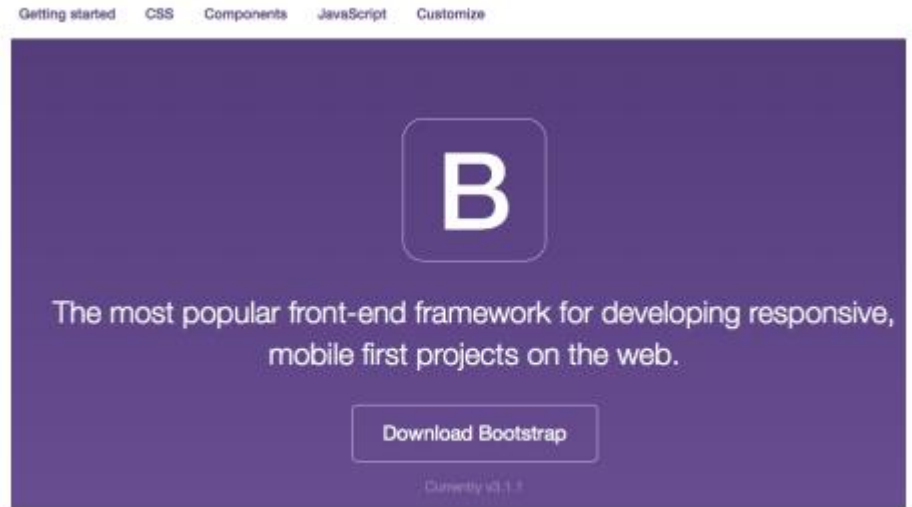 Getting started CSS Components JavaScript Customize
B
The most popular front-end framework for developing responsive,
mobile first projects on the web.
Download Bootstrap
Currently v3.1.1